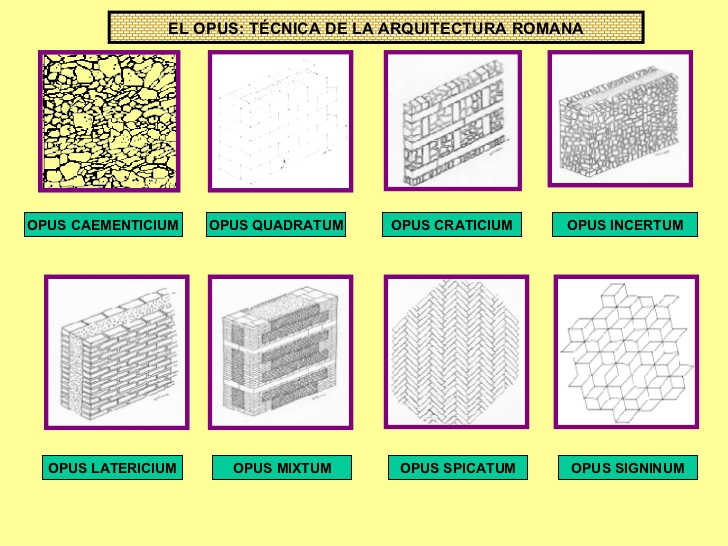 EL OPUS: TÉCNICA DE LA ARQUITECTURA ROMANA
OPUS CAEMENTICIUM
OPUS QUADRATUM
OPUS CRATICIUM
OPUS INCERTUM
OPUS LATERICIUM
OPUS MIXTUM
OPUS SPICATUM
OPUS SIGNINUM